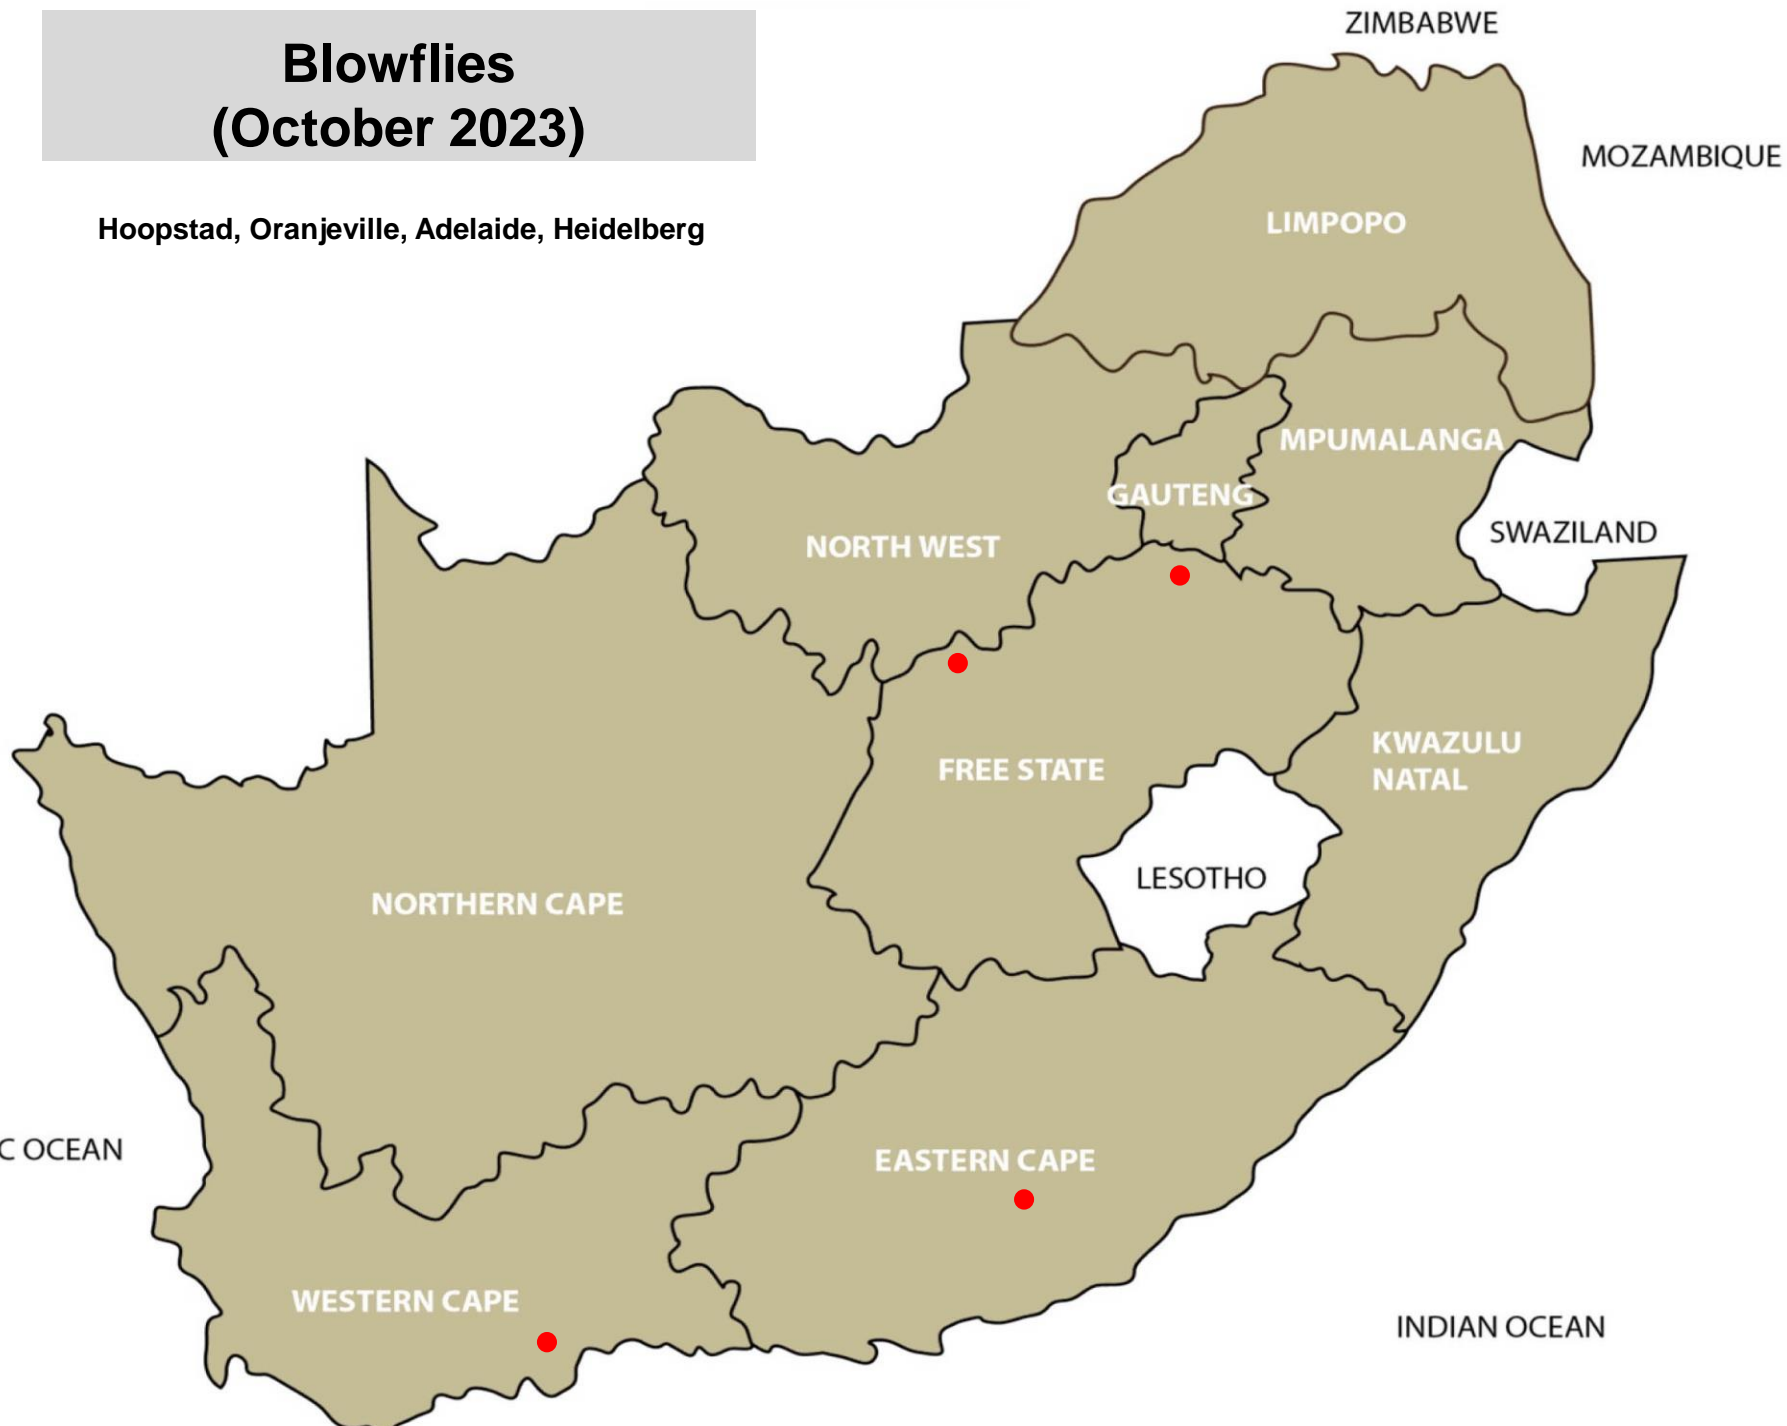 Blowflies
(October 2023)
Hoopstad, Oranjeville, Adelaide, Heidelberg
ZIMBABWE
MOZAMBIQUE
LIMPOPO
MPUMALANGA
GAUTENG
NORTH WEST
SWAZILAND
FREE STATE
KWAZULU
NATAL
LESOTHO
NORTHERN CAPE
C OCEAN
EASTERN CAPE
WESTERN CAPE
INDIAN OCEAN